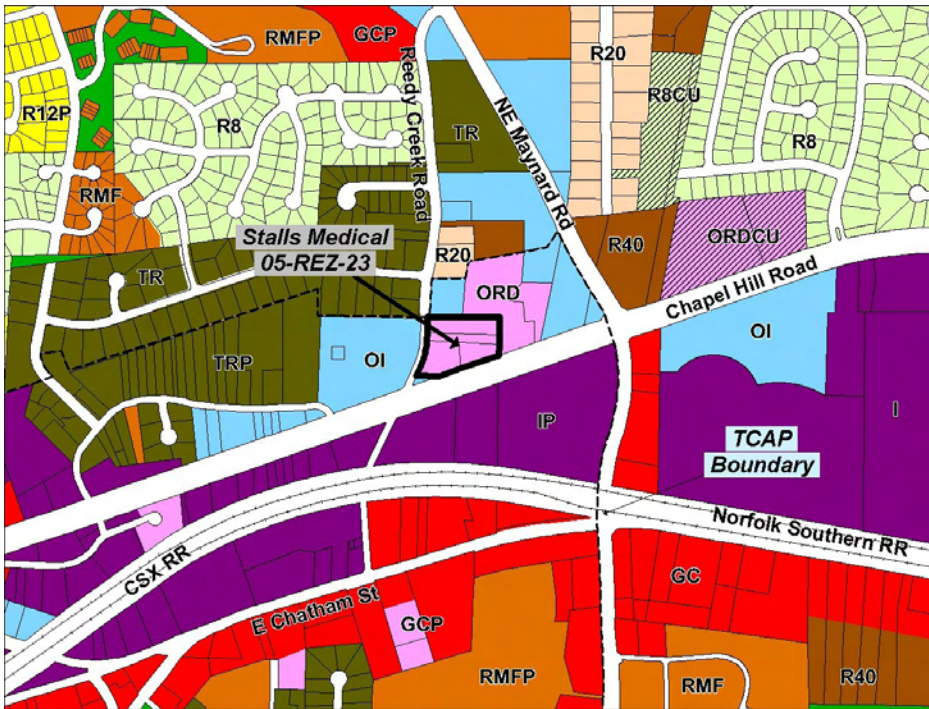 RMFP
GCP
R20
R12P
R8
TR
R8CU
Reedy Creek Road
NE Maynard Rd
R8
RMF
Stalls Medical
05-REZ-23
R20
R40
ORDCU
TR
ORD
Chapel Hill Road
TRP
OI
OI
IP
I
TCAP
Boundary
CSX RR
Norfolk Southern RR
E Chatham St
GC
GCP
RMFP
RMF
R40